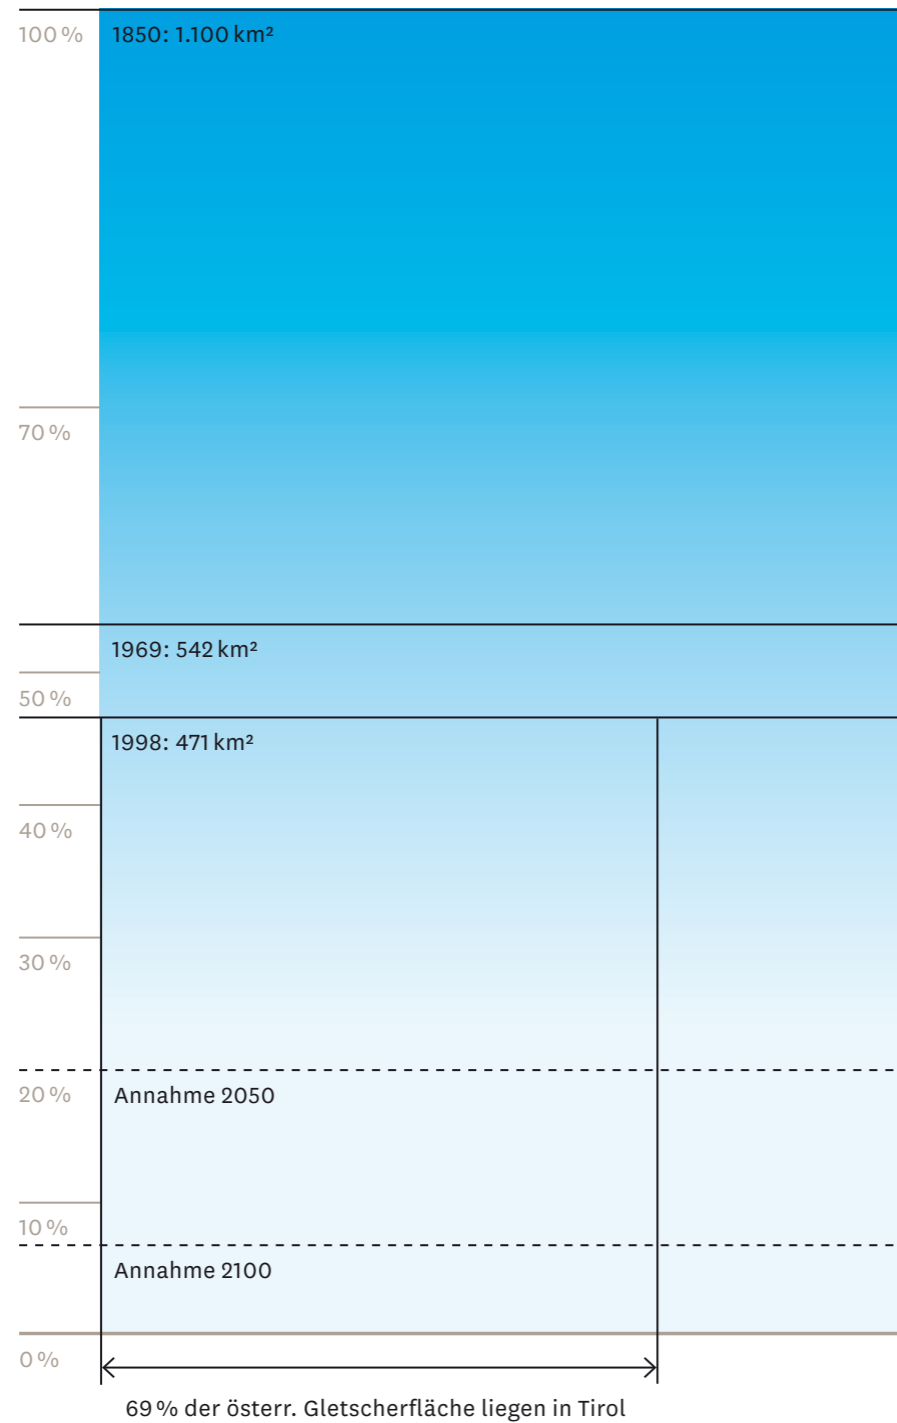 100 %
1850: 1.100 km²
70 %
1969: 542 km²
50 %
1998: 471 km²
40 %
30 %
20 %
Annahme 2050
10 %
Annahme 2100
0 %
69 % der österr. Gletscherfläche liegen in Tirol